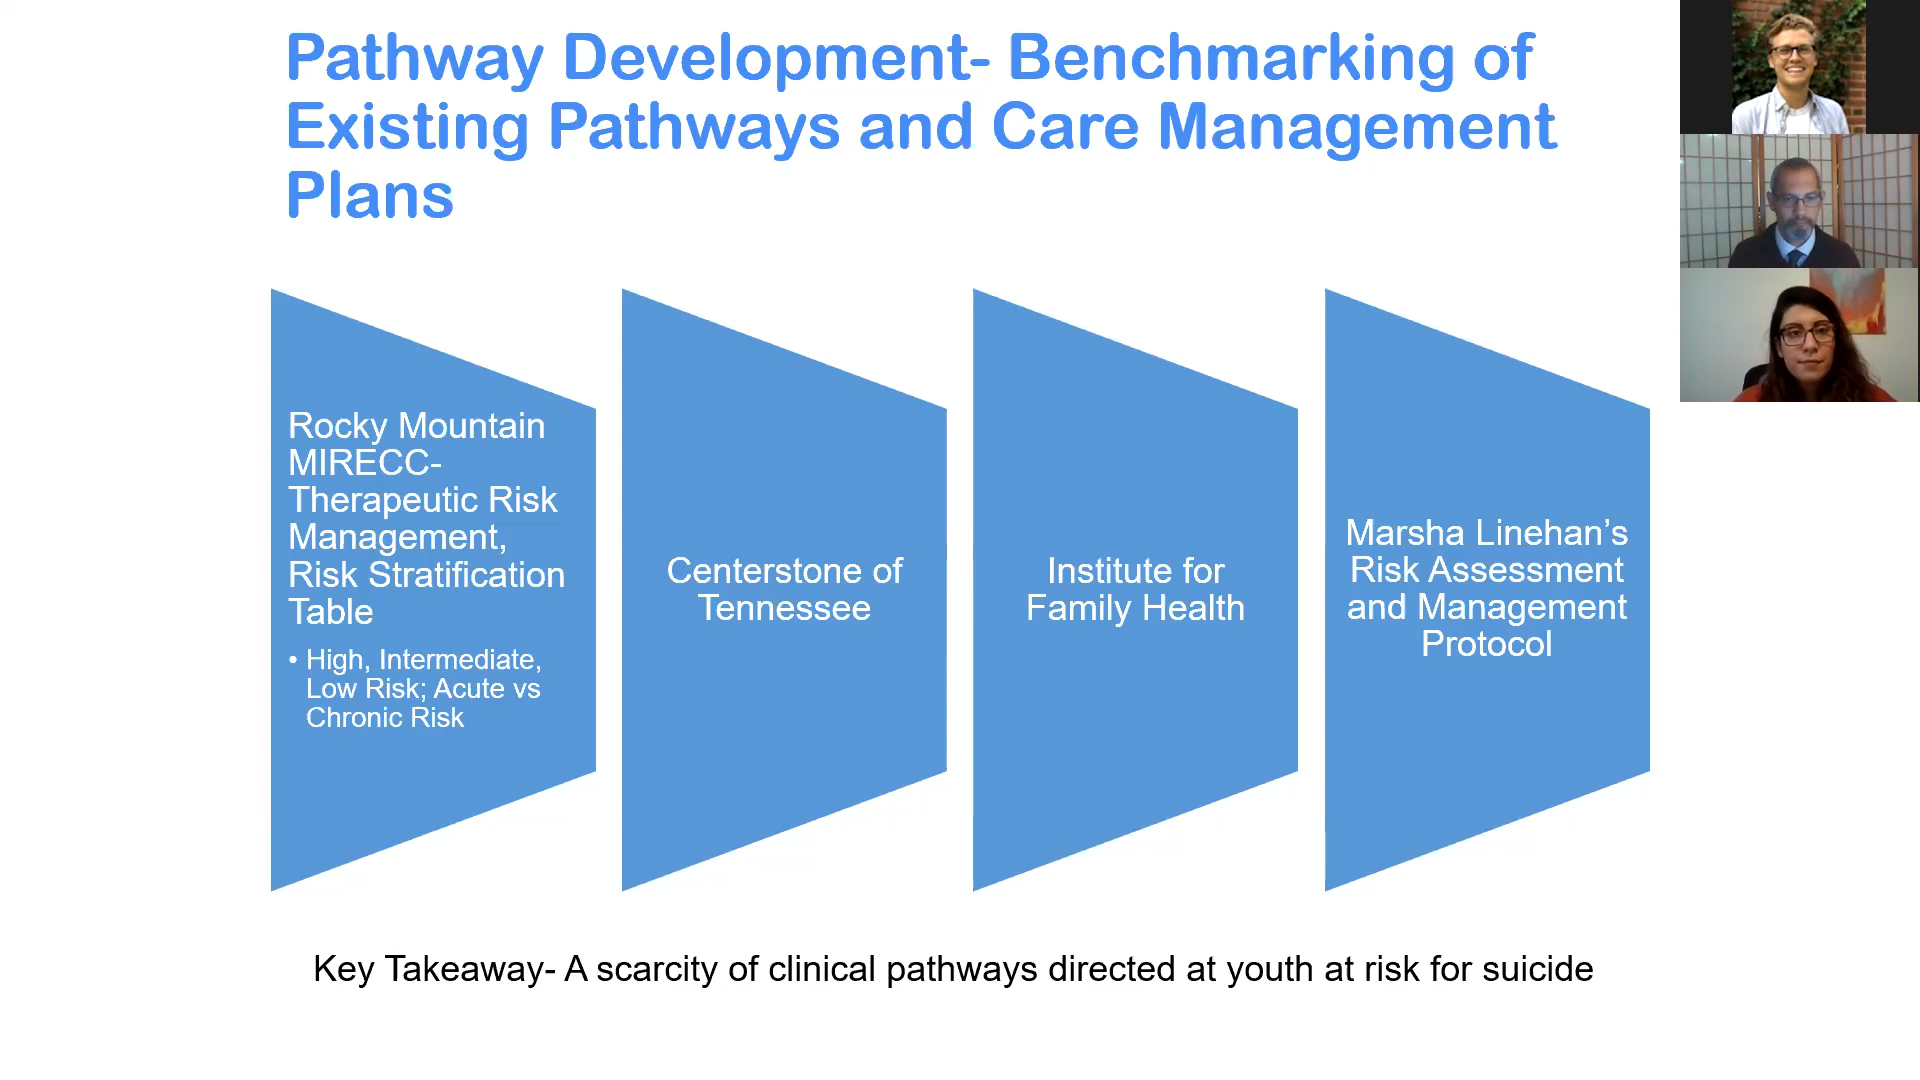 Pathway Development- Benchmarking of
Existing Pathways and Care Management
Plans
Rocky Mountain
MIRECC-
Therapeutic Risk
Management,
Risk Stratification
Table
• High, Intermediate,
Low Risk; Acute vs
Chronic Risk
Centerstone of
Tennessee
Institute for
Family Health
Marsha Linehan’s
Risk Assessment
and Management
Protocol
Key Takeaway- A scarcity of clinical pathways directed at youth at risk for suicide